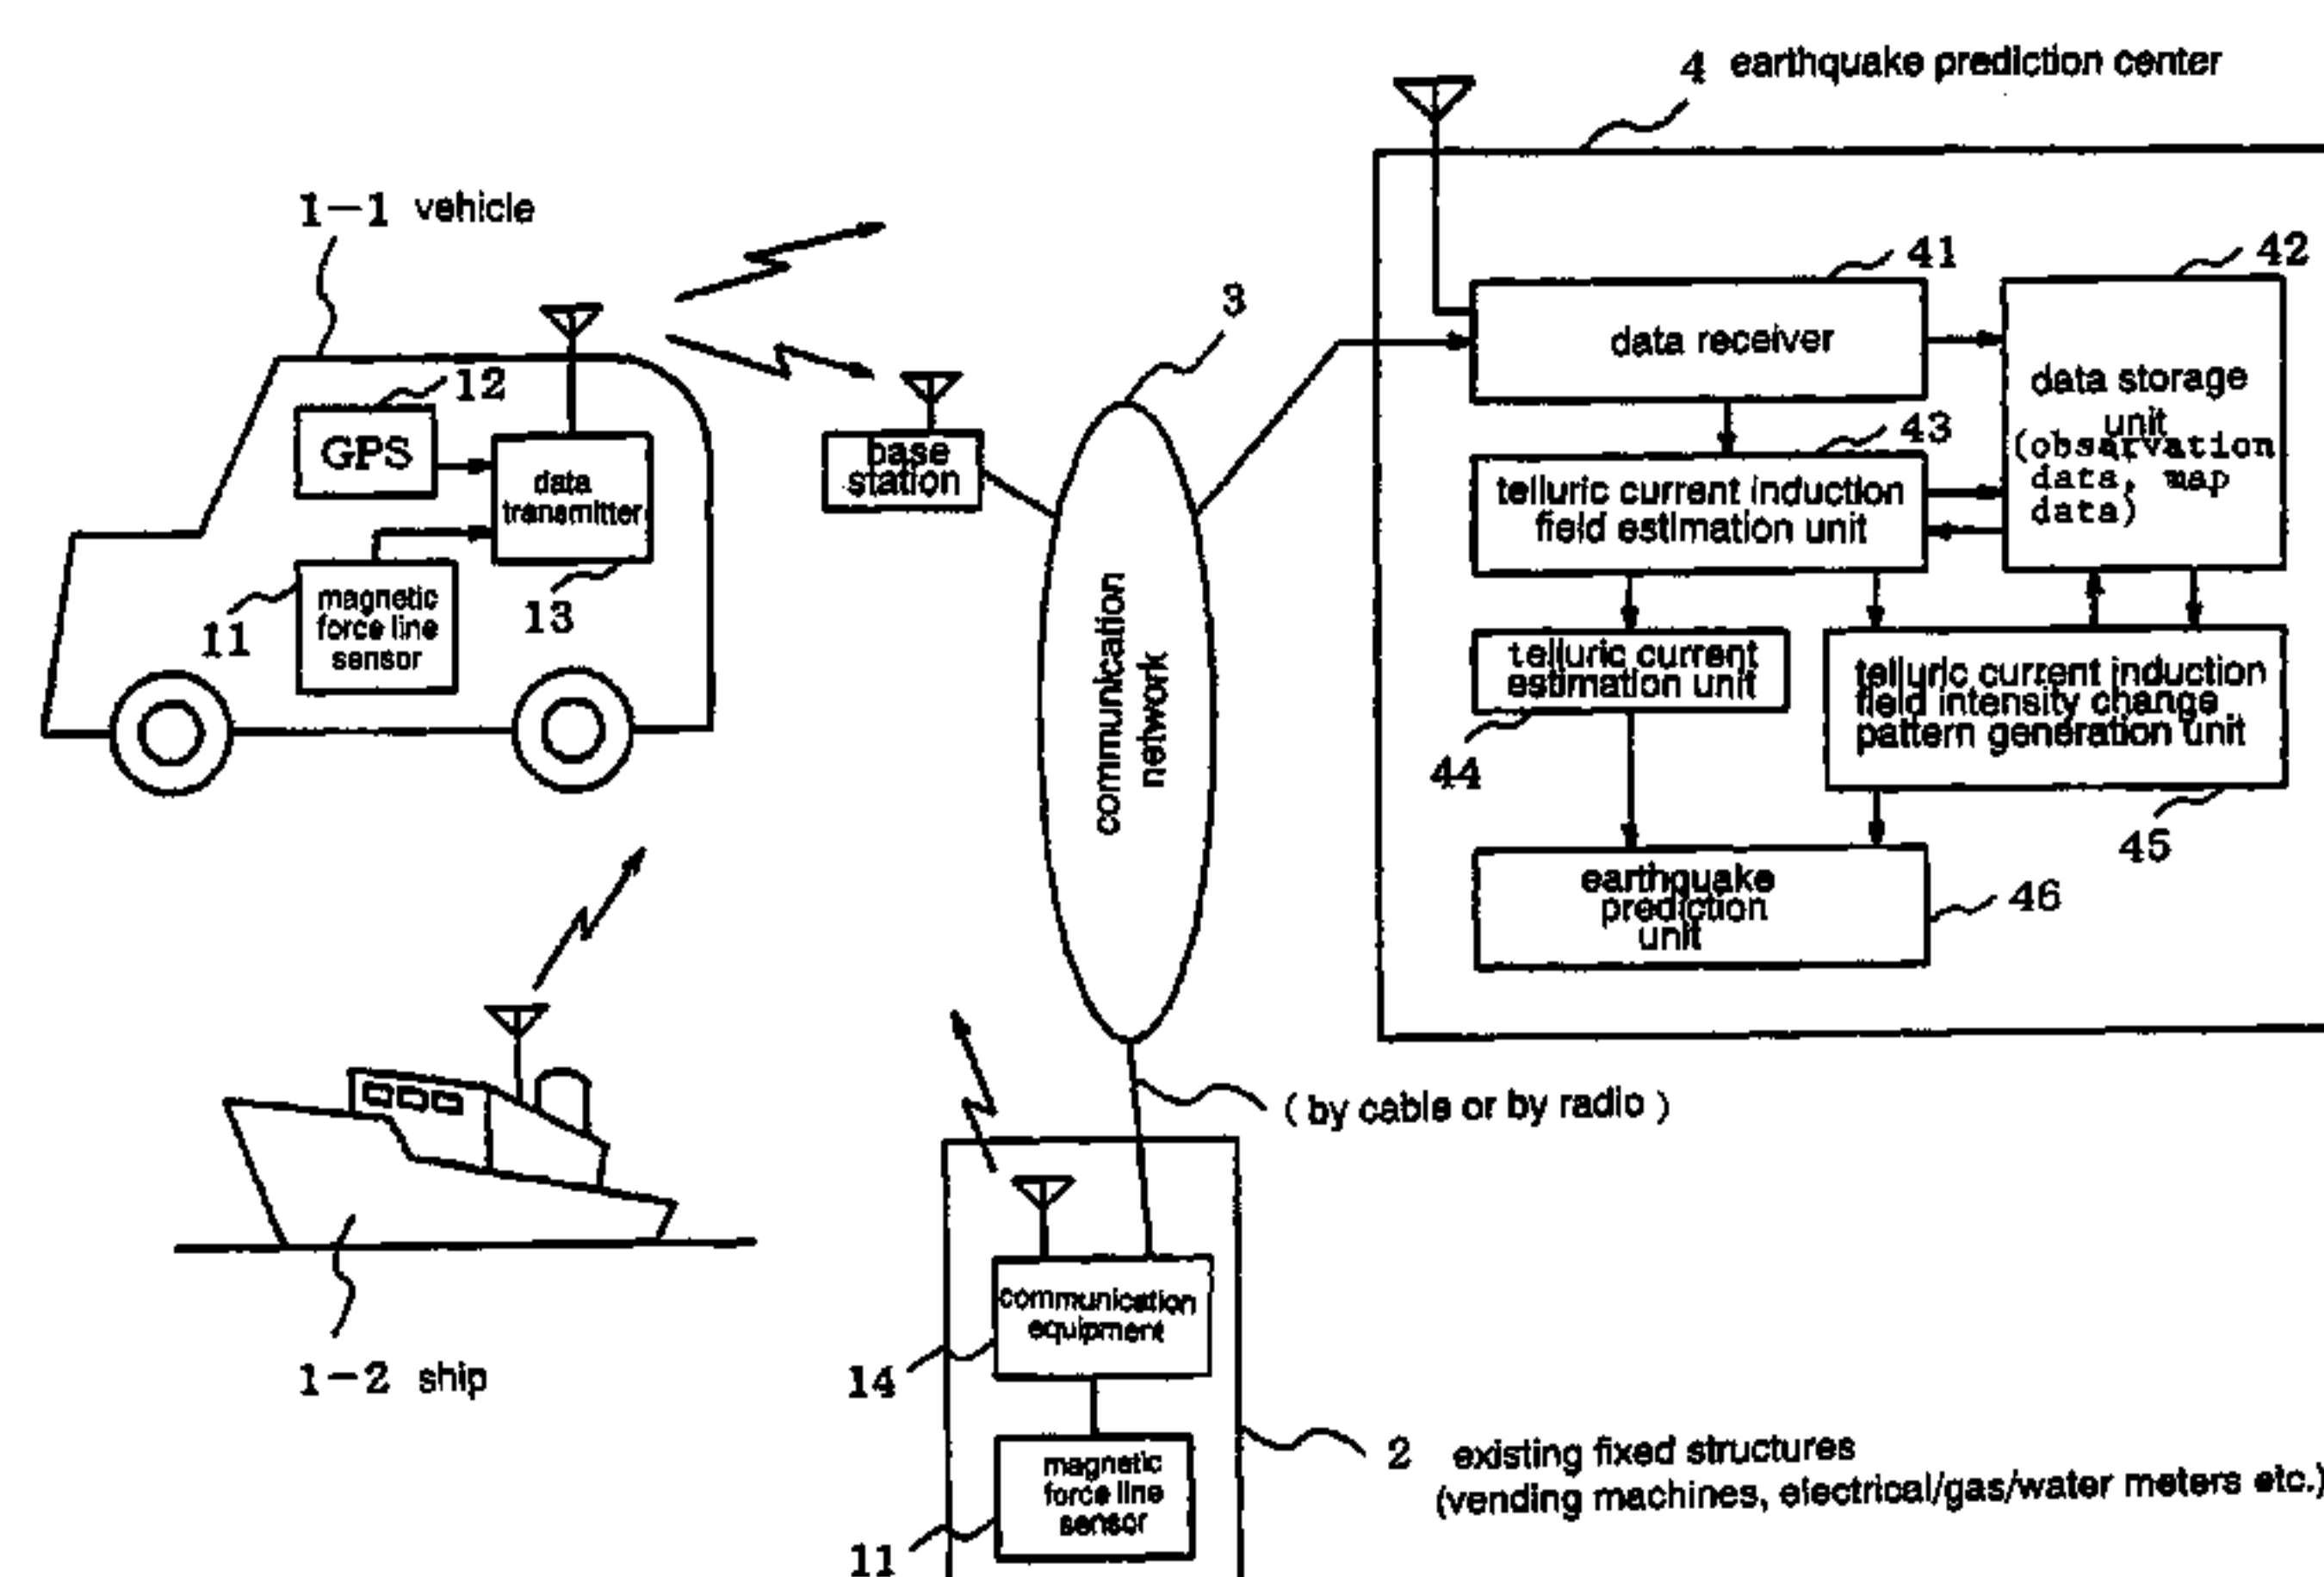 4 earthquake prediction center
1-1 vehicle
12
GPS
data
transmitter
magnetic
force line
sensor
11
13
base
station
3
communication
network
41
data receiver
42
data storage
unit
(observation
data, map
data)
43
telluric current induction
field estimation unit
telluric current
estimation unit
44
telluric current induction
field intensity change
pattern generation unit
45
earthquake
prediction
unit
46
(by cable or by radio)
1-2 ship
communication
equipment
14
magnetic
force line
sensor
11
2 existing fixed structures
(vending machines, electrical/gas/water meters etc.)